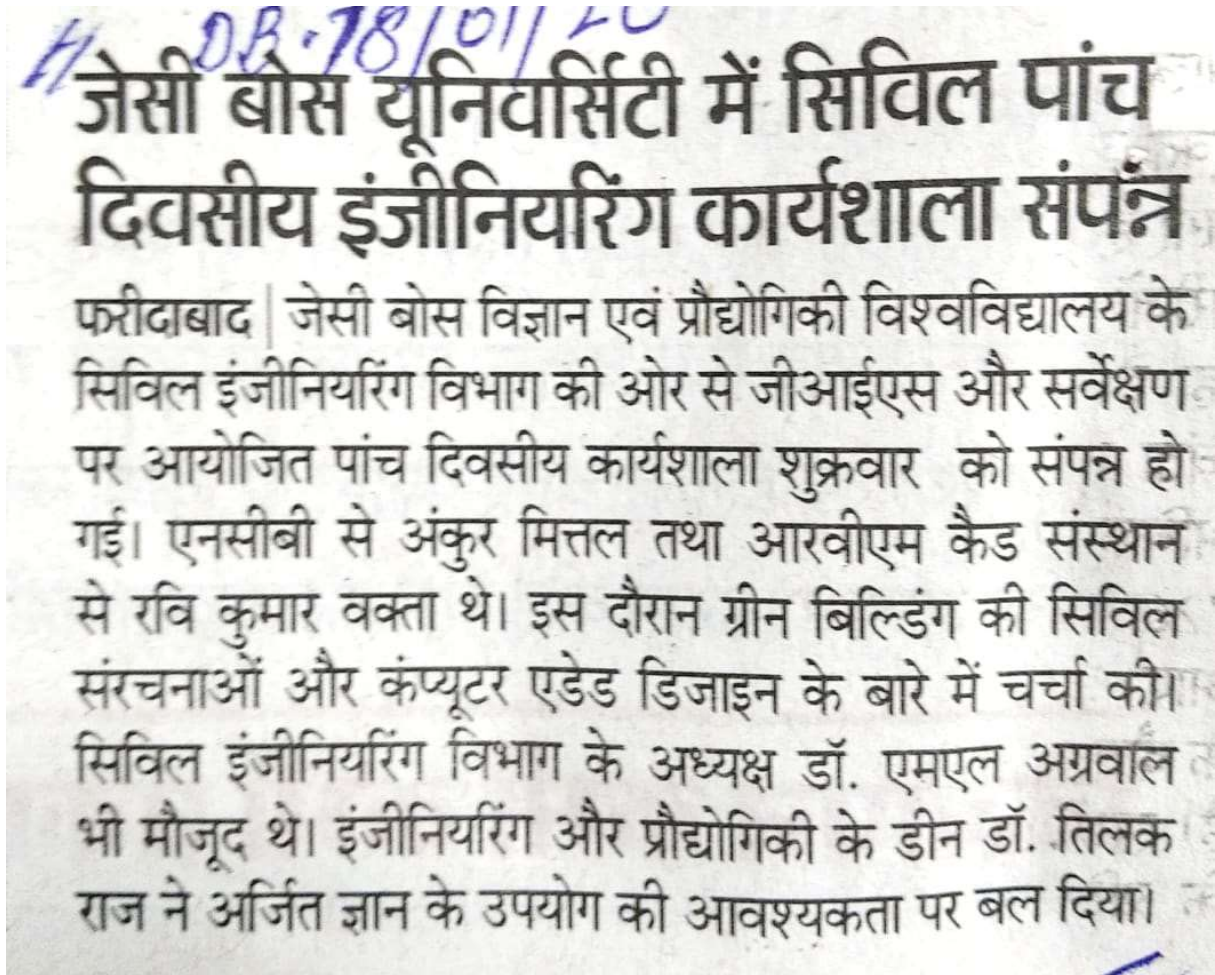 DB. 18/01/20
जेसी बोस यूनिवर्सिटी में सिविल पांच
दिवसीय इंजीनियरिंग कार्यशाला संपन्न
फरीदाबाद | जेसी बोस विज्ञान एवं प्रौद्योगिकी विश्वविद्यालय के
सिविल इंजीनियरिंग विभाग की ओर से जीआईएस और सर्वेक्षण
पर आयोजित पांच दिवसीय कार्यशाला शुक्रवार को संपन्न हो
गई। एनसीबी से अंकुर मित्तल तथा आरवीएम कैड संस्थान
से रवि कुमार वक्ता थे। इस दौरान ग्रीन बिल्डिंग की सिविल
संरचनाओं और कंप्यूटर एडेड डिजाइन के बारे में चर्चा की।
सिविल इंजीनियरिंग विभाग के अध्यक्ष डॉ. एमएल अग्रवाल
भी मौजूद थे। इंजीनियरिंग और प्रौद्योगिकी के डीन डॉ. तिलक
राज ने अर्जित ज्ञान के उपयोग की आवश्यकता पर बल दिया।